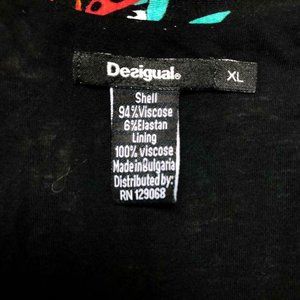 Desigual®
XL
Shell
94%Viscose
6%Elastan
Lining
100% viscose
Made in Bulgaria
Distributed by:
RN 129068